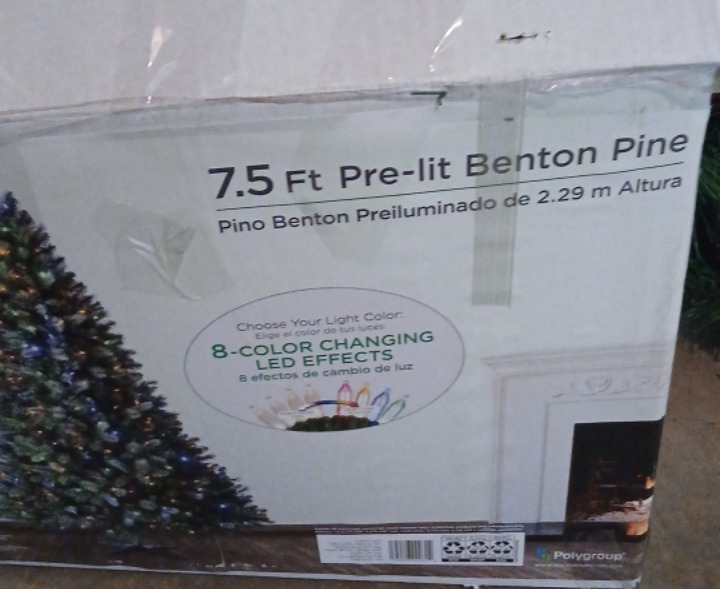 7.5 Ft Pre-lit Benton Pine
Pino Benton Preiluminado de 2.29 m Altura
Choose Your Light Color:
Elige el color de tus luces:
8-COLOR CHANGING
LED EFFECTS
8 efectos de cambio de luz
Polygroup